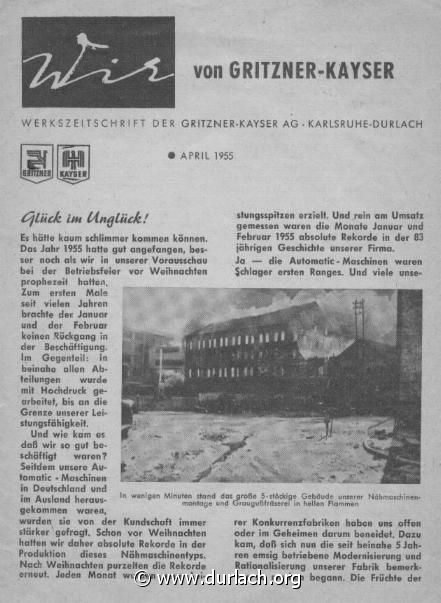 Wir
von GRITZNER-KAYSER
WERKSZEITSCHRIFT DER GRITZNER-KAYSER AG · KARLSRUHE-DURLACH
GRITZNER
KAYSER
● APRIL 1955
Glück im Unglück!
Es hätte kaum schlimmer kommen können.
Das Jahr 1955 hatte gut angefangen, bes-
ser noch als wir in unserer Vorausschau
bei der Betriebsfeier vor Weihnachten
prophezeit hatten.
Zum ersten Male
seit vielen Jahren
brachte der Januar
und der Februar
keinen Rückgang in
der Beschäftigung.
Im Gegenteil: In
beinahe allen Ab-
teilungen wurde
mit Hochdruck ge-
arbeitet, bis an die
Grenze unserer Lei-
stungsfähigkeit.
Und wie kam es
daß wir so gut be-
schäftigt waren?
Seitdem unsere Au-
tomatic - Maschinen
in Deutschland und
im Ausland heraus-
gekommen waren,
wurden sie von der Kundschaft immer
stärker gefragt. Schon vor Weihnachten
hatten wir daher absolute Rekorde in der
Produktion dieses Nähmaschinentyps.
Nach Weihnachten purzelten die Rekorde
erneut. Jeden Monat wurden
stungsspitzen erzielt. Und rein am Umsatz
gemessen waren die Monate Januar und
Februar 1955 absolute Rekorde in der 83
jährigen Geschichte unserer Firma.
Ja — die Automatic - Maschinen waren
Schlager ersten Ranges. Und viele unse-
In wenigen Minuten stand das große 5-stöckige Gebäude unserer Nähmaschinen-
montage und Graugußfräserei in hellen Flammen
rer Konkurrenzfabriken haben uns offen
oder im Geheimen darum beneidet. Dazu
kam, daß sich nun die seit beinahe 5 Jah-
ren emsig betriebene Modernisierung und
Rationalisierung unserer Fabrik bemerk-
begann. Die Früchte der
© www.durlach.org